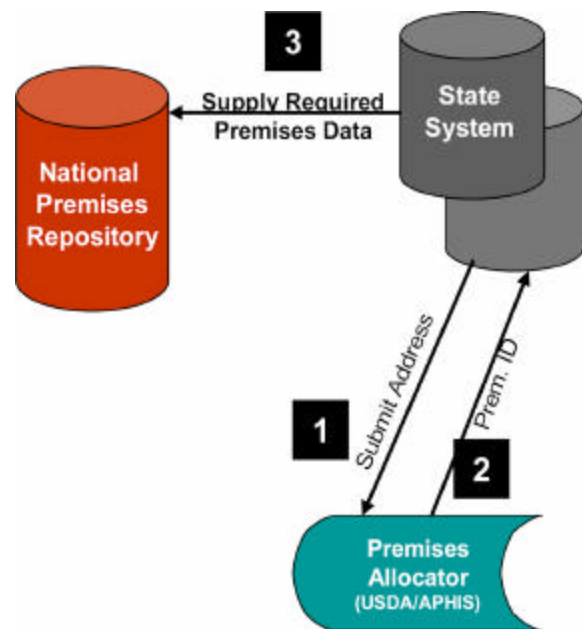 3
Supply Required
Premises Data
State
System
National
Premises
Repository
1
Submit Address
Prem. ID
2
Premises
Allocator
(USDA/APHIS)